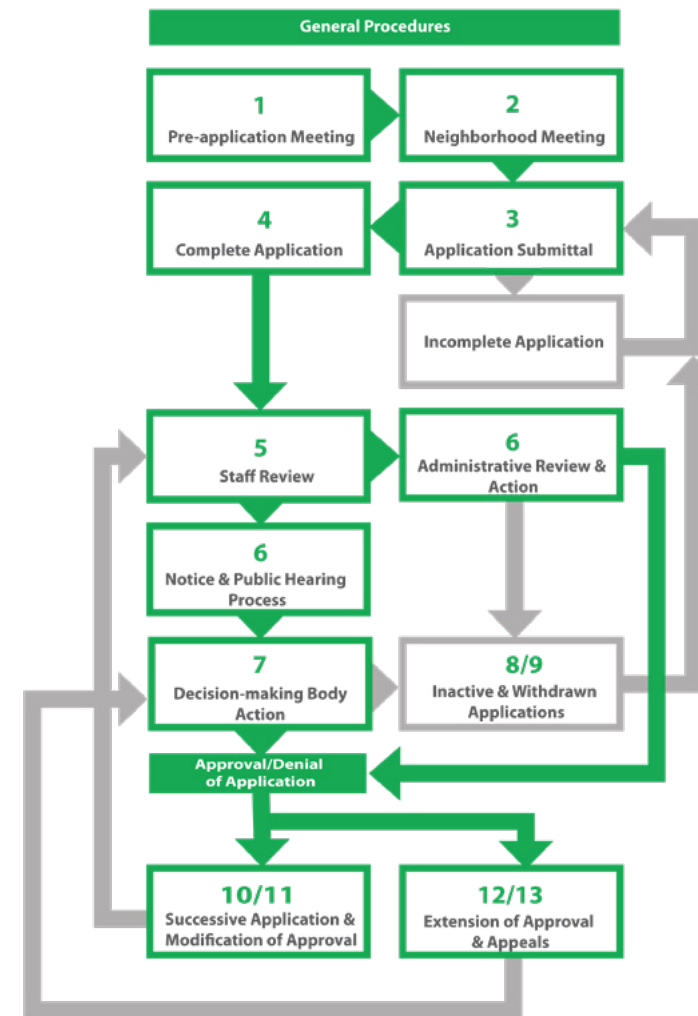 General Procedures
1
Pre-application Meeting
2
Neighborhood Meeting
4
Complete Application
3
Application Submittal
Incomplete Application
5
Staff Review
6
Administrative Review &
Action
6
Notice & Public Hearing
Process
7
Decision-making Body
Action
8/9
Inactive & Withdrawn
Applications
Approval/Denial
of Application
10/11
Successive Application &
Modification of Approval
12/13
Extension of Approval
& Appeals